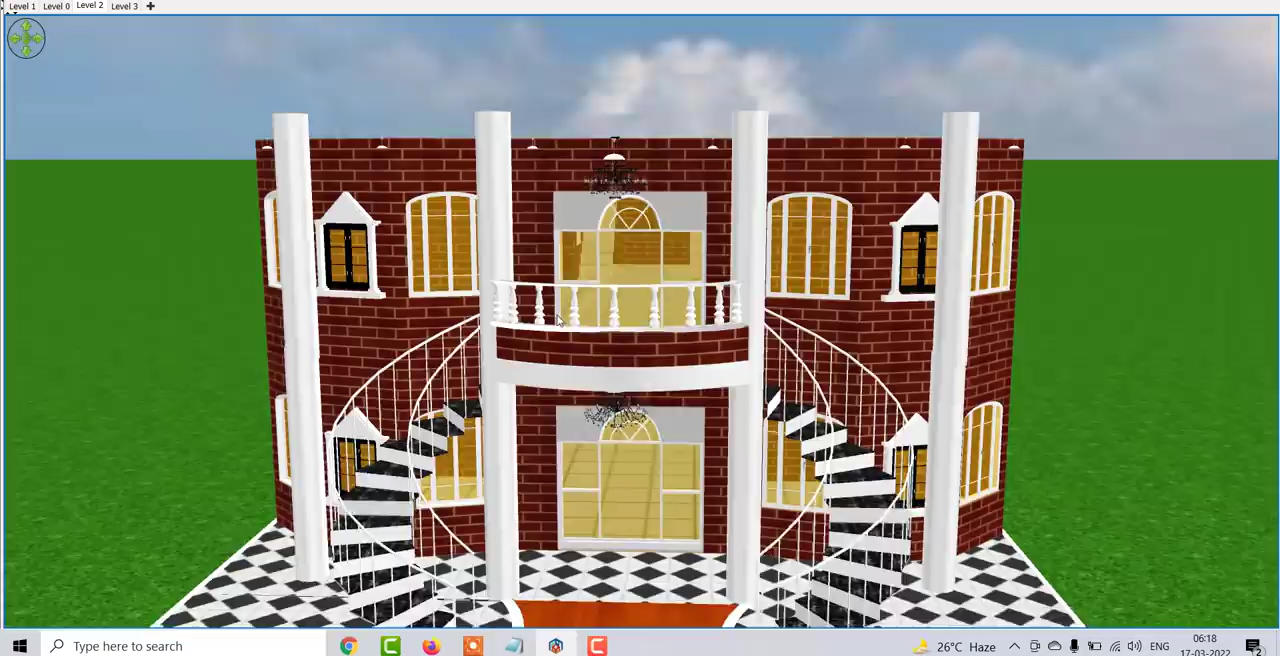 Level 1 Level 0 Level 2 Level 3
Type here to search
26°C Haze
ENG
06:18
17-03-2022
2